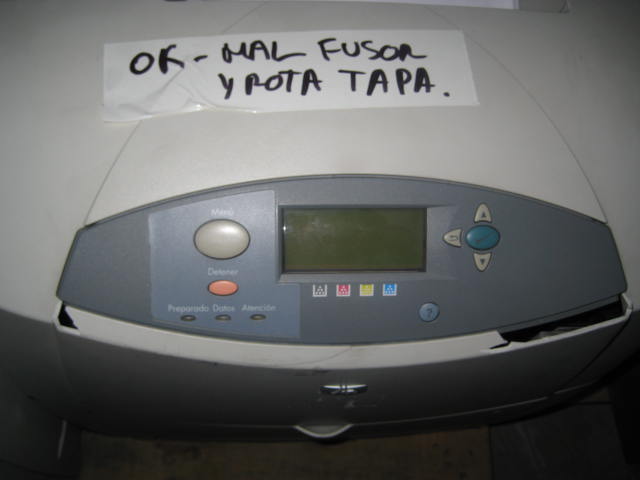 OK - MAL FUSOR
Y ROTA TAPA.
Menú
Detener
Preparado Datos Atención
?